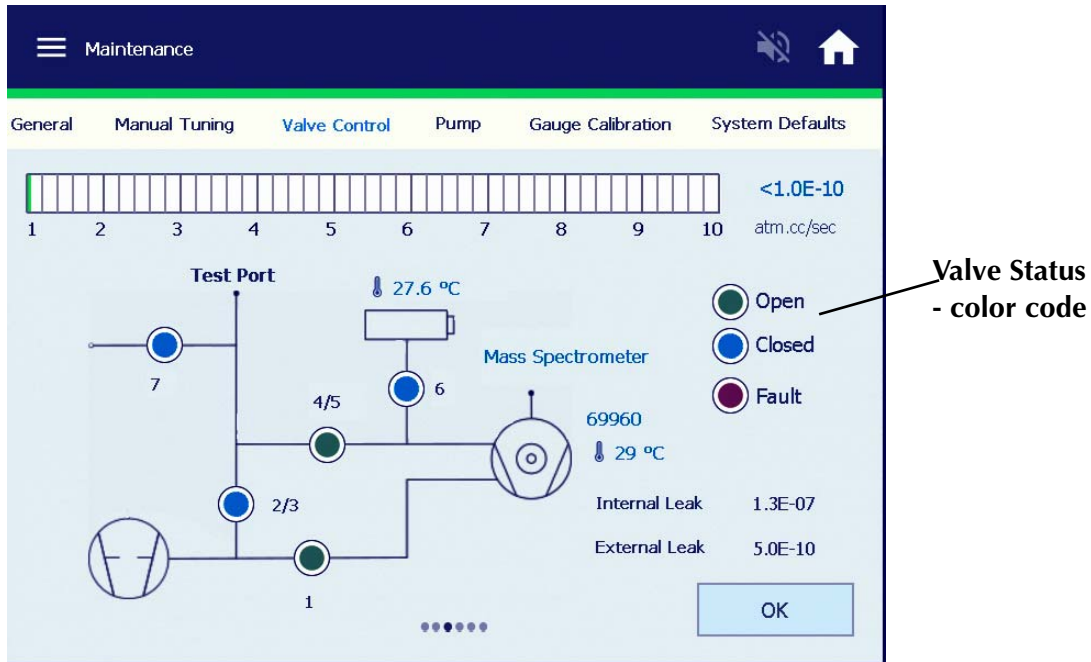 Maintenance
General Manual Tuning Valve Control Pump Gauge Calibration System Defaults
<1.0E-10
1 2 3 4 5 6 7 8 9 10 atm.cc/sec
Test Port
27.6 ºC
Open
Closed
Fault
Valve Status
- color code
7
Mass Spectrometer
6
4/5
69960
29 ºC
2/3
Internal Leak 1.3E-07
External Leak 5.0E-10
1
OK